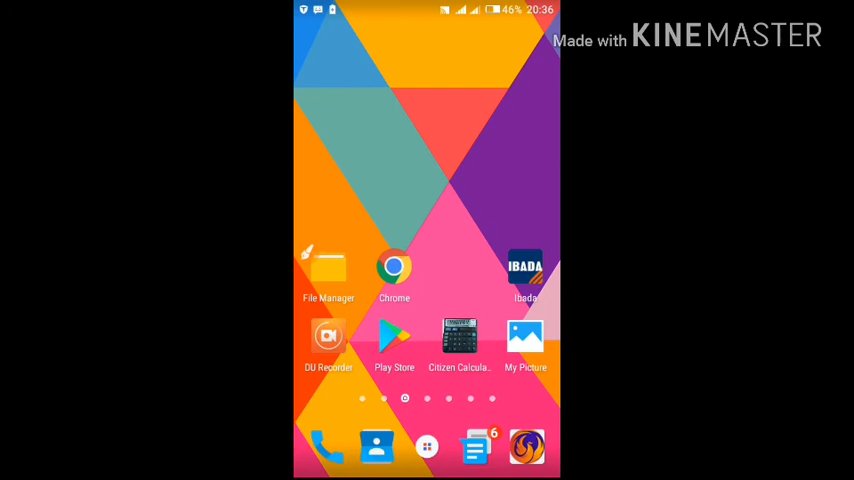 46% 20:36
Made with KINEMASTER
IBADA
File Manager Chrome Ibada
DU Recorder Play Store Citizen Calcula.. My Picture
6